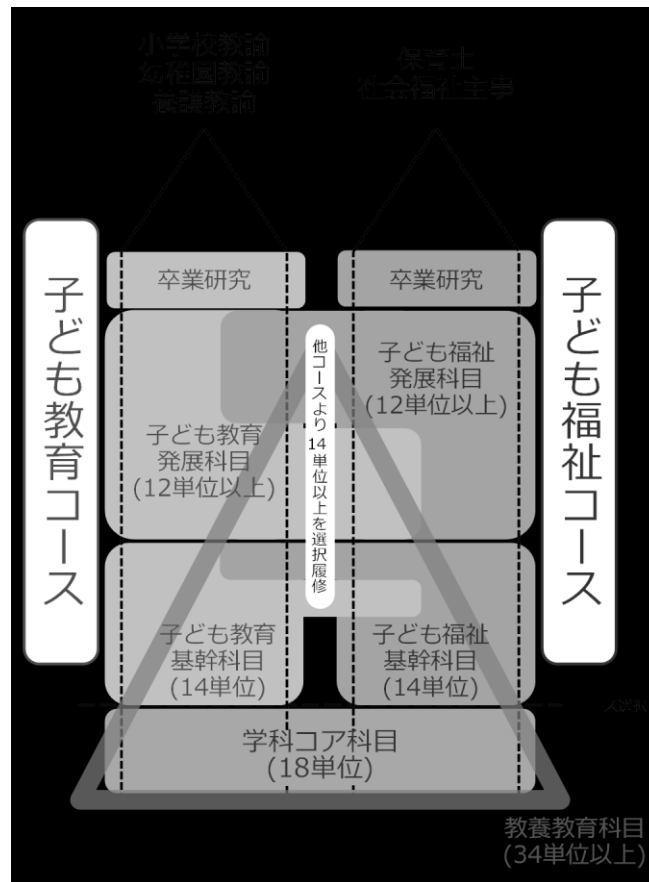 小学校教諭
幼稚園教諭
養護教諭
保育士
社会福祉主事
子ども教育コース
卒業研究
卒業研究
子ども福祉コース
他コースより14単位以上を選択履修
子ども福祉
発展科目
(12単位以上)
子ども教育
発展科目
(12単位以上)
子ども教育
基幹科目
(14単位)
子ども福祉
基幹科目
(14単位)
学科コア科目
(18単位)
教養教育科目
(34単位以上)